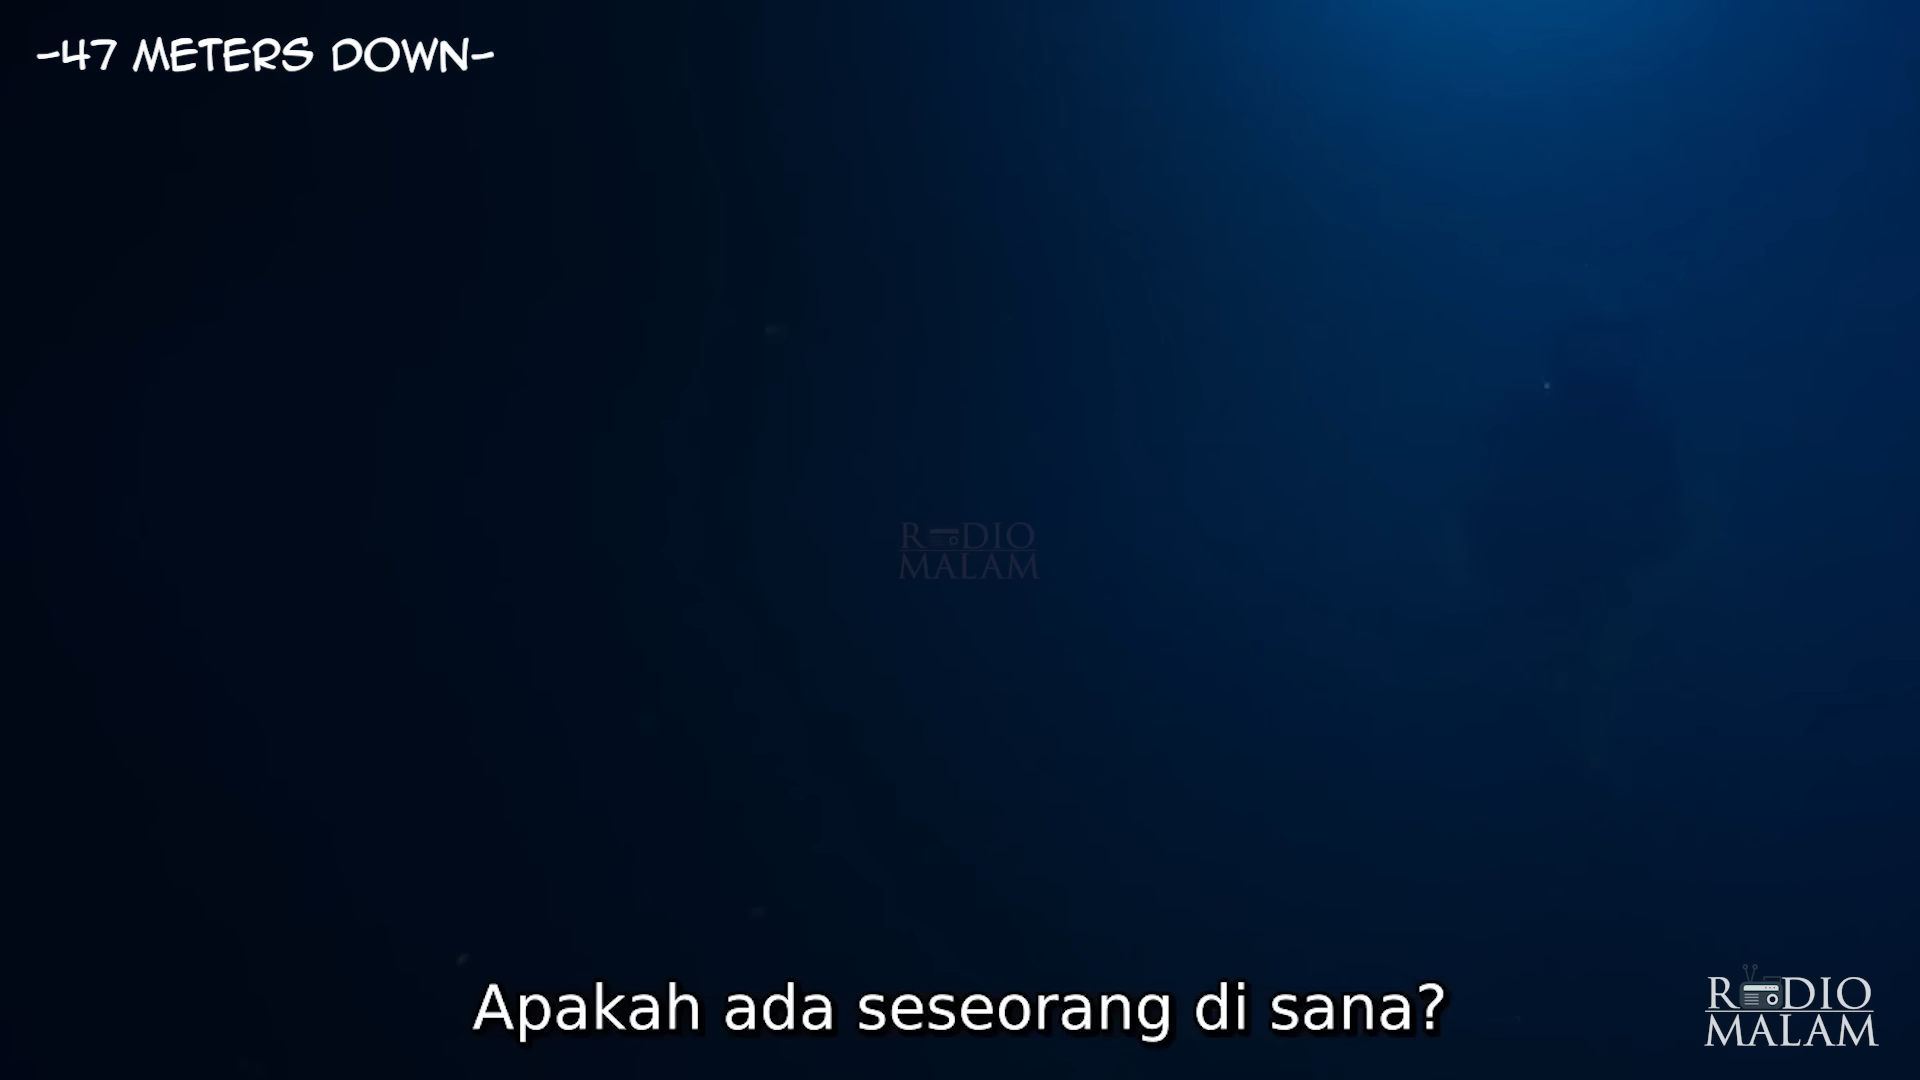 -47 METERS DOWN-
RADIO
MALAM
Apakah ada seseorang di sana?
RADIO
MALAM